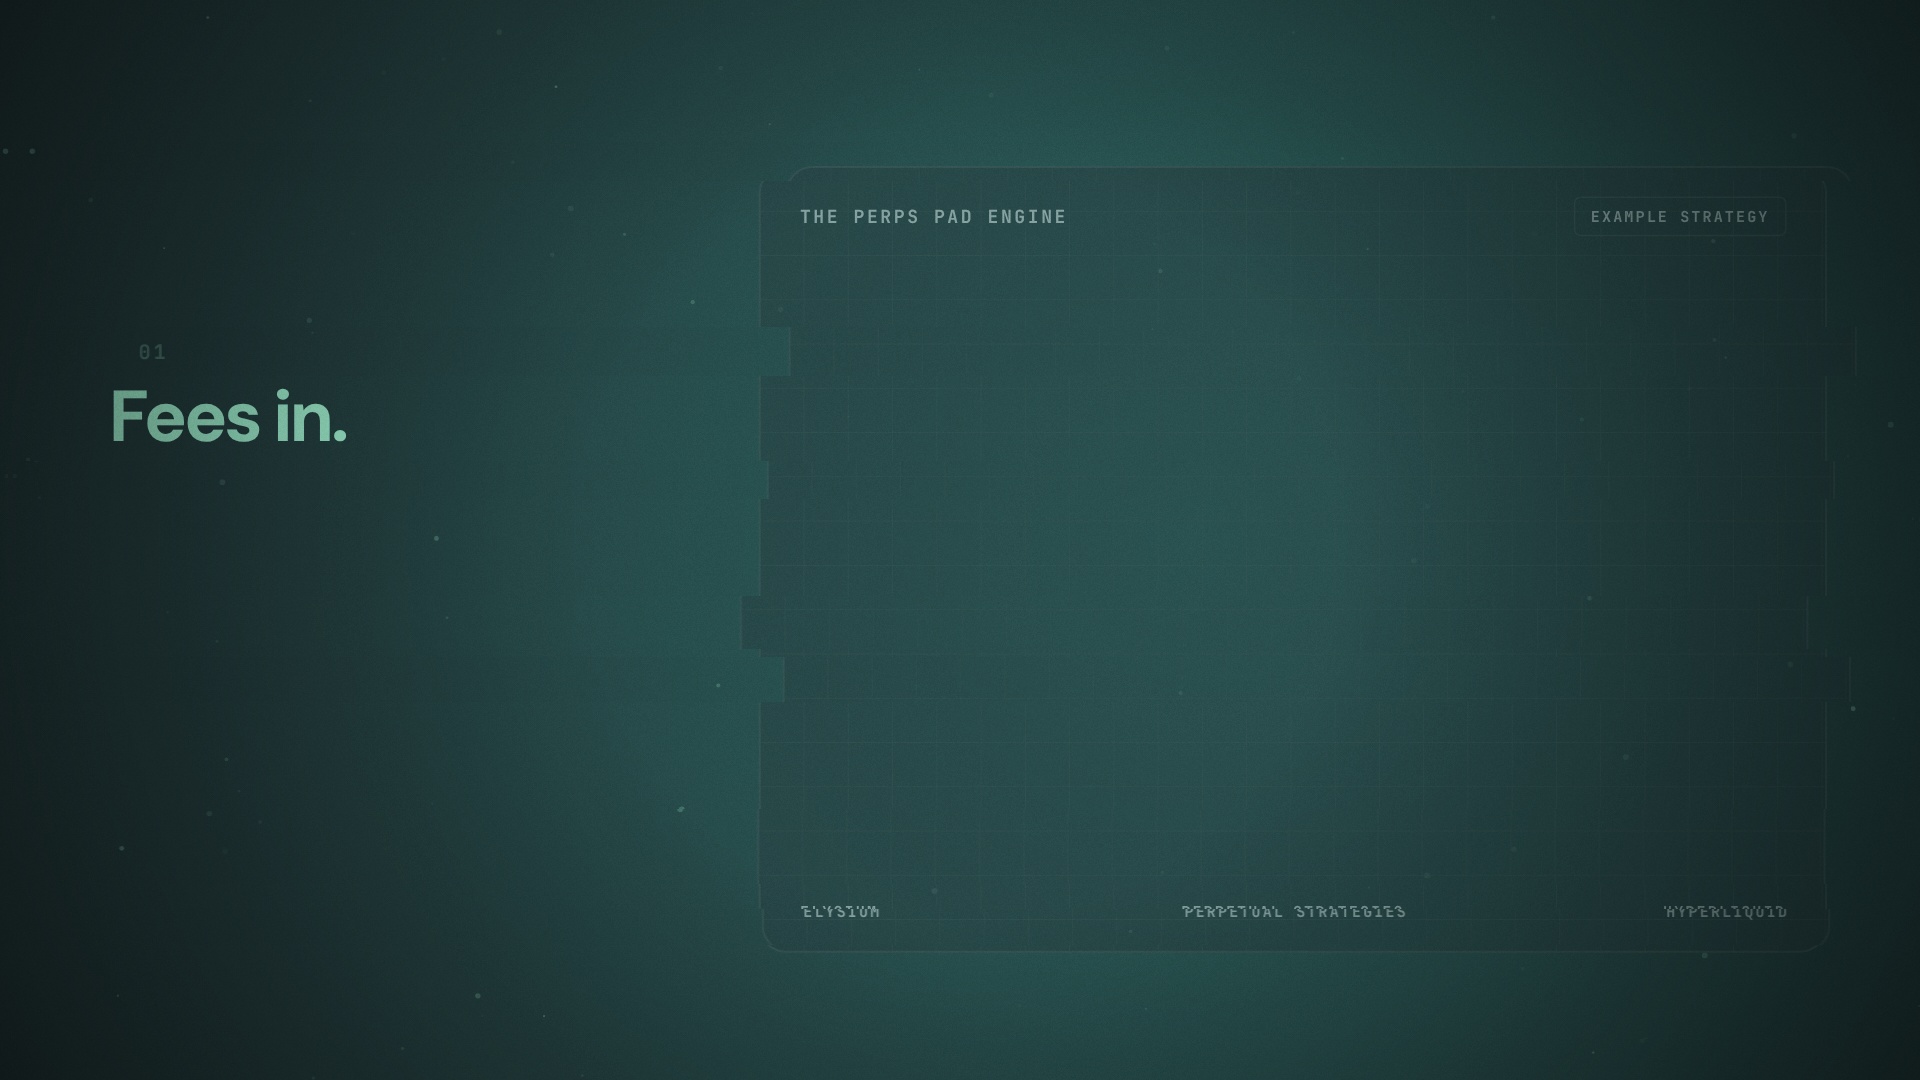 THE PERPS PAD ENGINE
EXAMPLE STRATEGY
01
Fees in.
ELYSIUM
PERPETUAL STRATEGIES
HYPERLIQUID